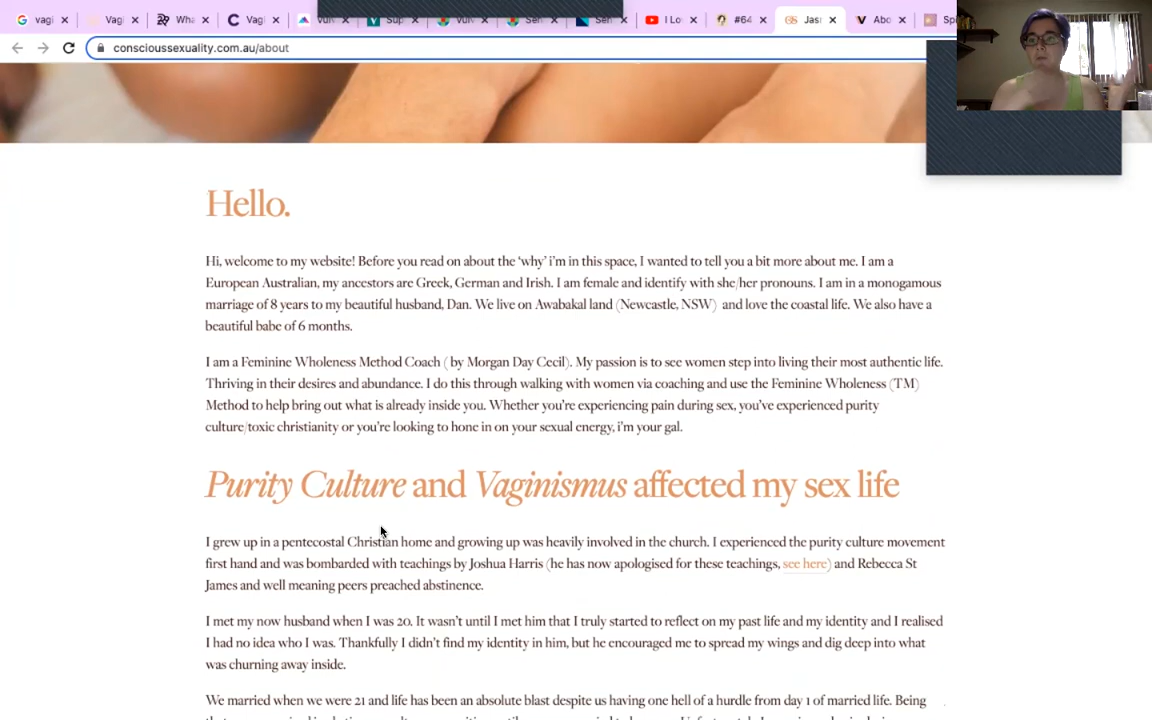 vagi
Vagi
Wha
Vagi
Vulv
Sup
Vulv
Sen
Sen
I Lo
#64
Jas
Abo
Sp
conscioussexuality.com.au/about
Hello.
Hi, welcome to my website! Before you read on about the ‘why’ i’m in this space, I wanted to tell you a bit more about me. I am a
European Australian, my ancestors are Greek, German and Irish. I am female and identify with she/her pronouns. I am in a monogamous
marriage of 8 years to my beautiful husband, Dan. We live on Awabakal land (Newcastle, NSW) and love the coastal life. We also have a
beautiful babe of 6 months.
I am a Feminine Wholeness Method Coach ( by Morgan Day Cecil). My passion is to see women step into living their most authentic life.
Thriving in their desires and abundance. I do this through walking with women via coaching and use the Feminine Wholeness (TM)
Method to help bring out what is already inside you. Whether you’re experiencing pain during sex, you’ve experienced purity
culture/toxic christianity or you’re looking to hone in on your sexual energy, i’m your gal.
Purity Culture and Vaginismus affected my sex life
I grew up in a pentecostal Christian home and growing up was heavily involved in the church. I experienced the purity culture movement
first hand and was bombarded with teachings by Joshua Harris (he has now apologised for these teachings, see here) and Rebecca St
James and well meaning peers preached abstinence.
I met my now husband when I was 20. It wasn’t until I met him that I truly started to reflect on my past life and my identity and I realised
I had no idea who I was. Thankfully I didn’t find my identity in him, but he encouraged me to spread my wings and dig deep into what
was churning away inside.
We married when we were 21 and life has been an absolute blast despite us having one hell of a hurdle from day 1 of married life. Being